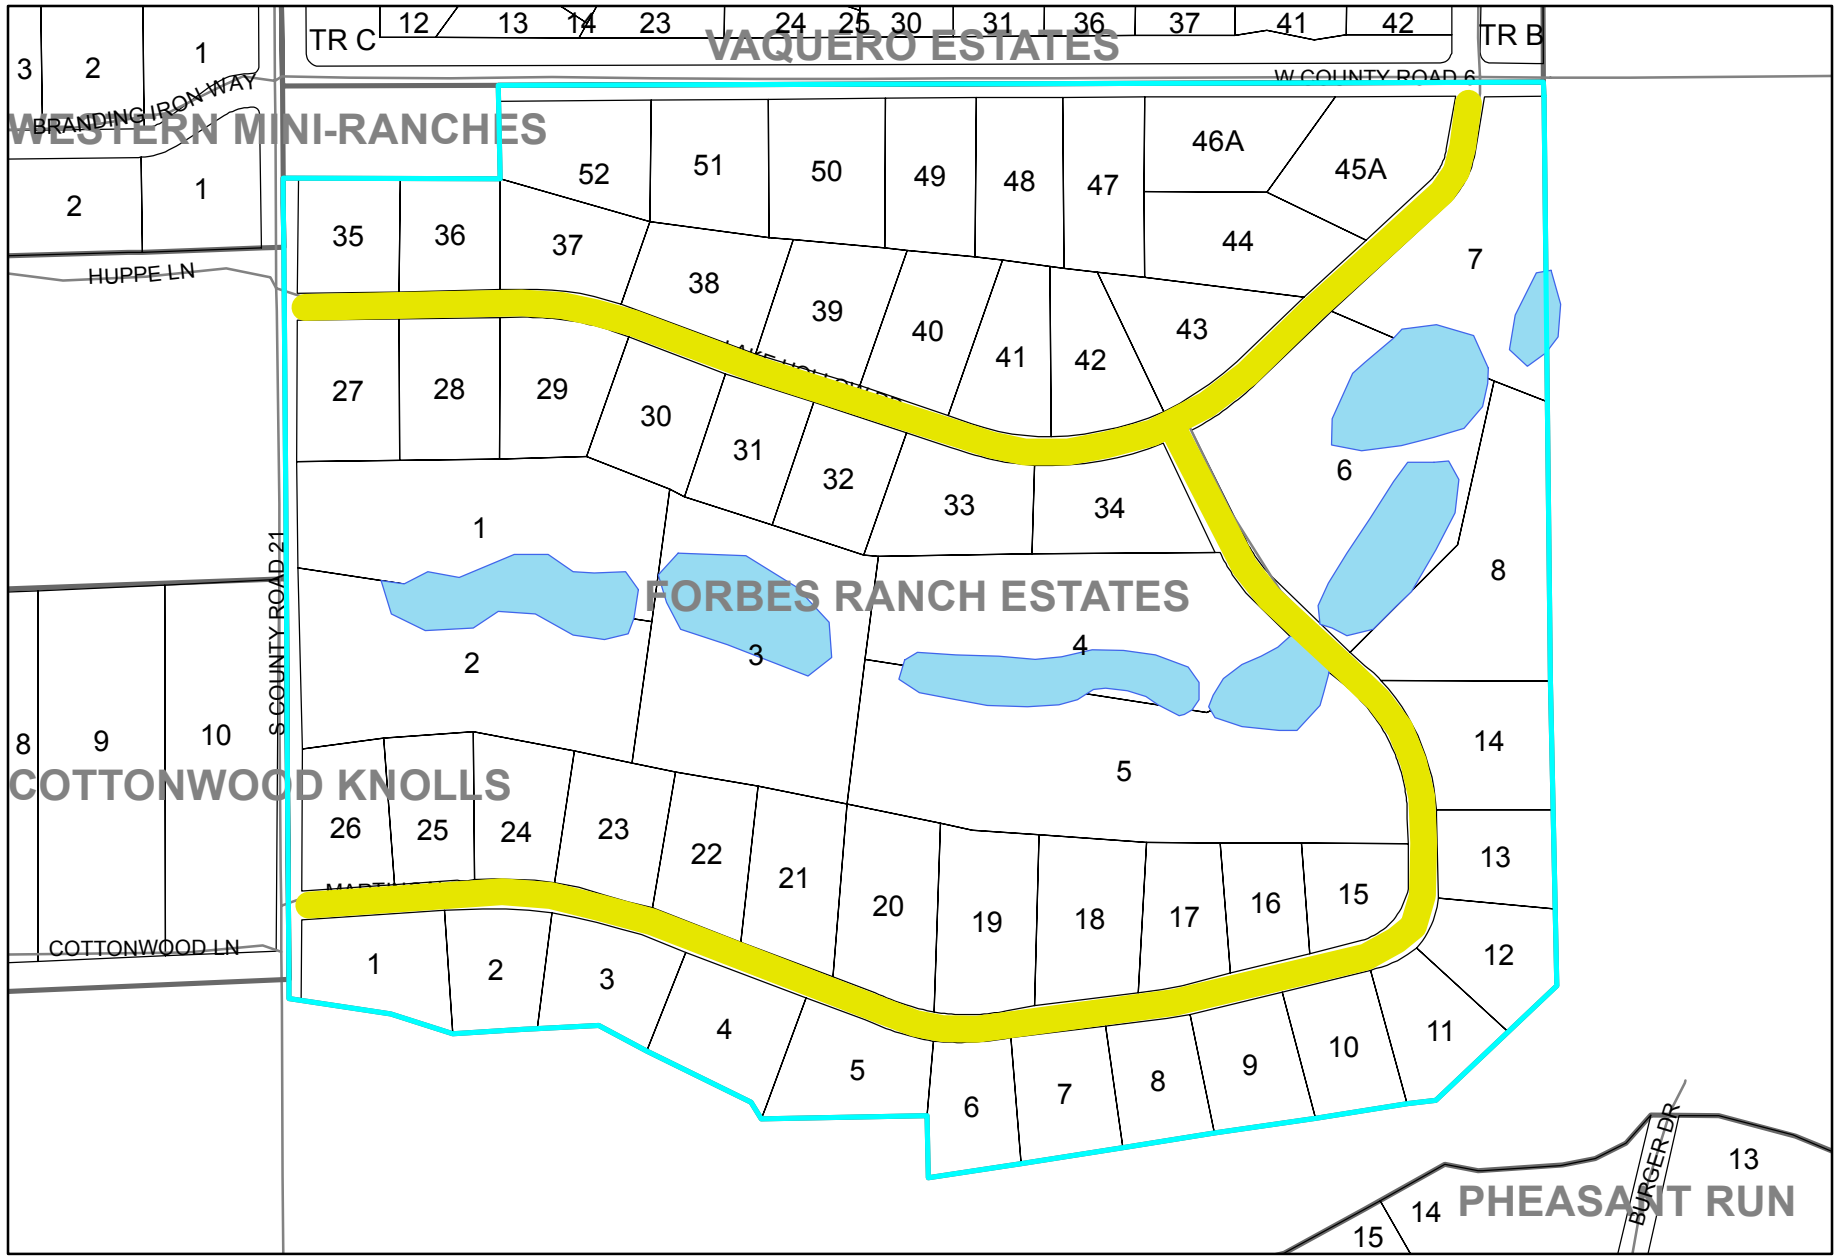 12 13 14 23 24 25 30 31 36 37 41 42
TR C
TR B
VAQUERO ESTATES
W COUNTY ROAD 6
3 2 1
BRANDING IRON WAY
WESTERN MINI-RANCHES
2 1
HUPPE LN
52 51 50 49 48 47 46A 45A
44
35 36 37 38 39 40 41 42 43
7
27 28 29 30 31 32 33 34
6
8
1
FORBES RANCH ESTATES
2 3 4
5
S COUNTY ROAD 21
8 9 10
COTTONWOOD KNOLLS
COTTONWOOD LN
14
13
12
26 25 24 23 22 21 20 19 18 17 16 15
1 2 3 4 5 6 7 8 9 10 11
BURGER DR
13
PHEASANT RUN
14
15